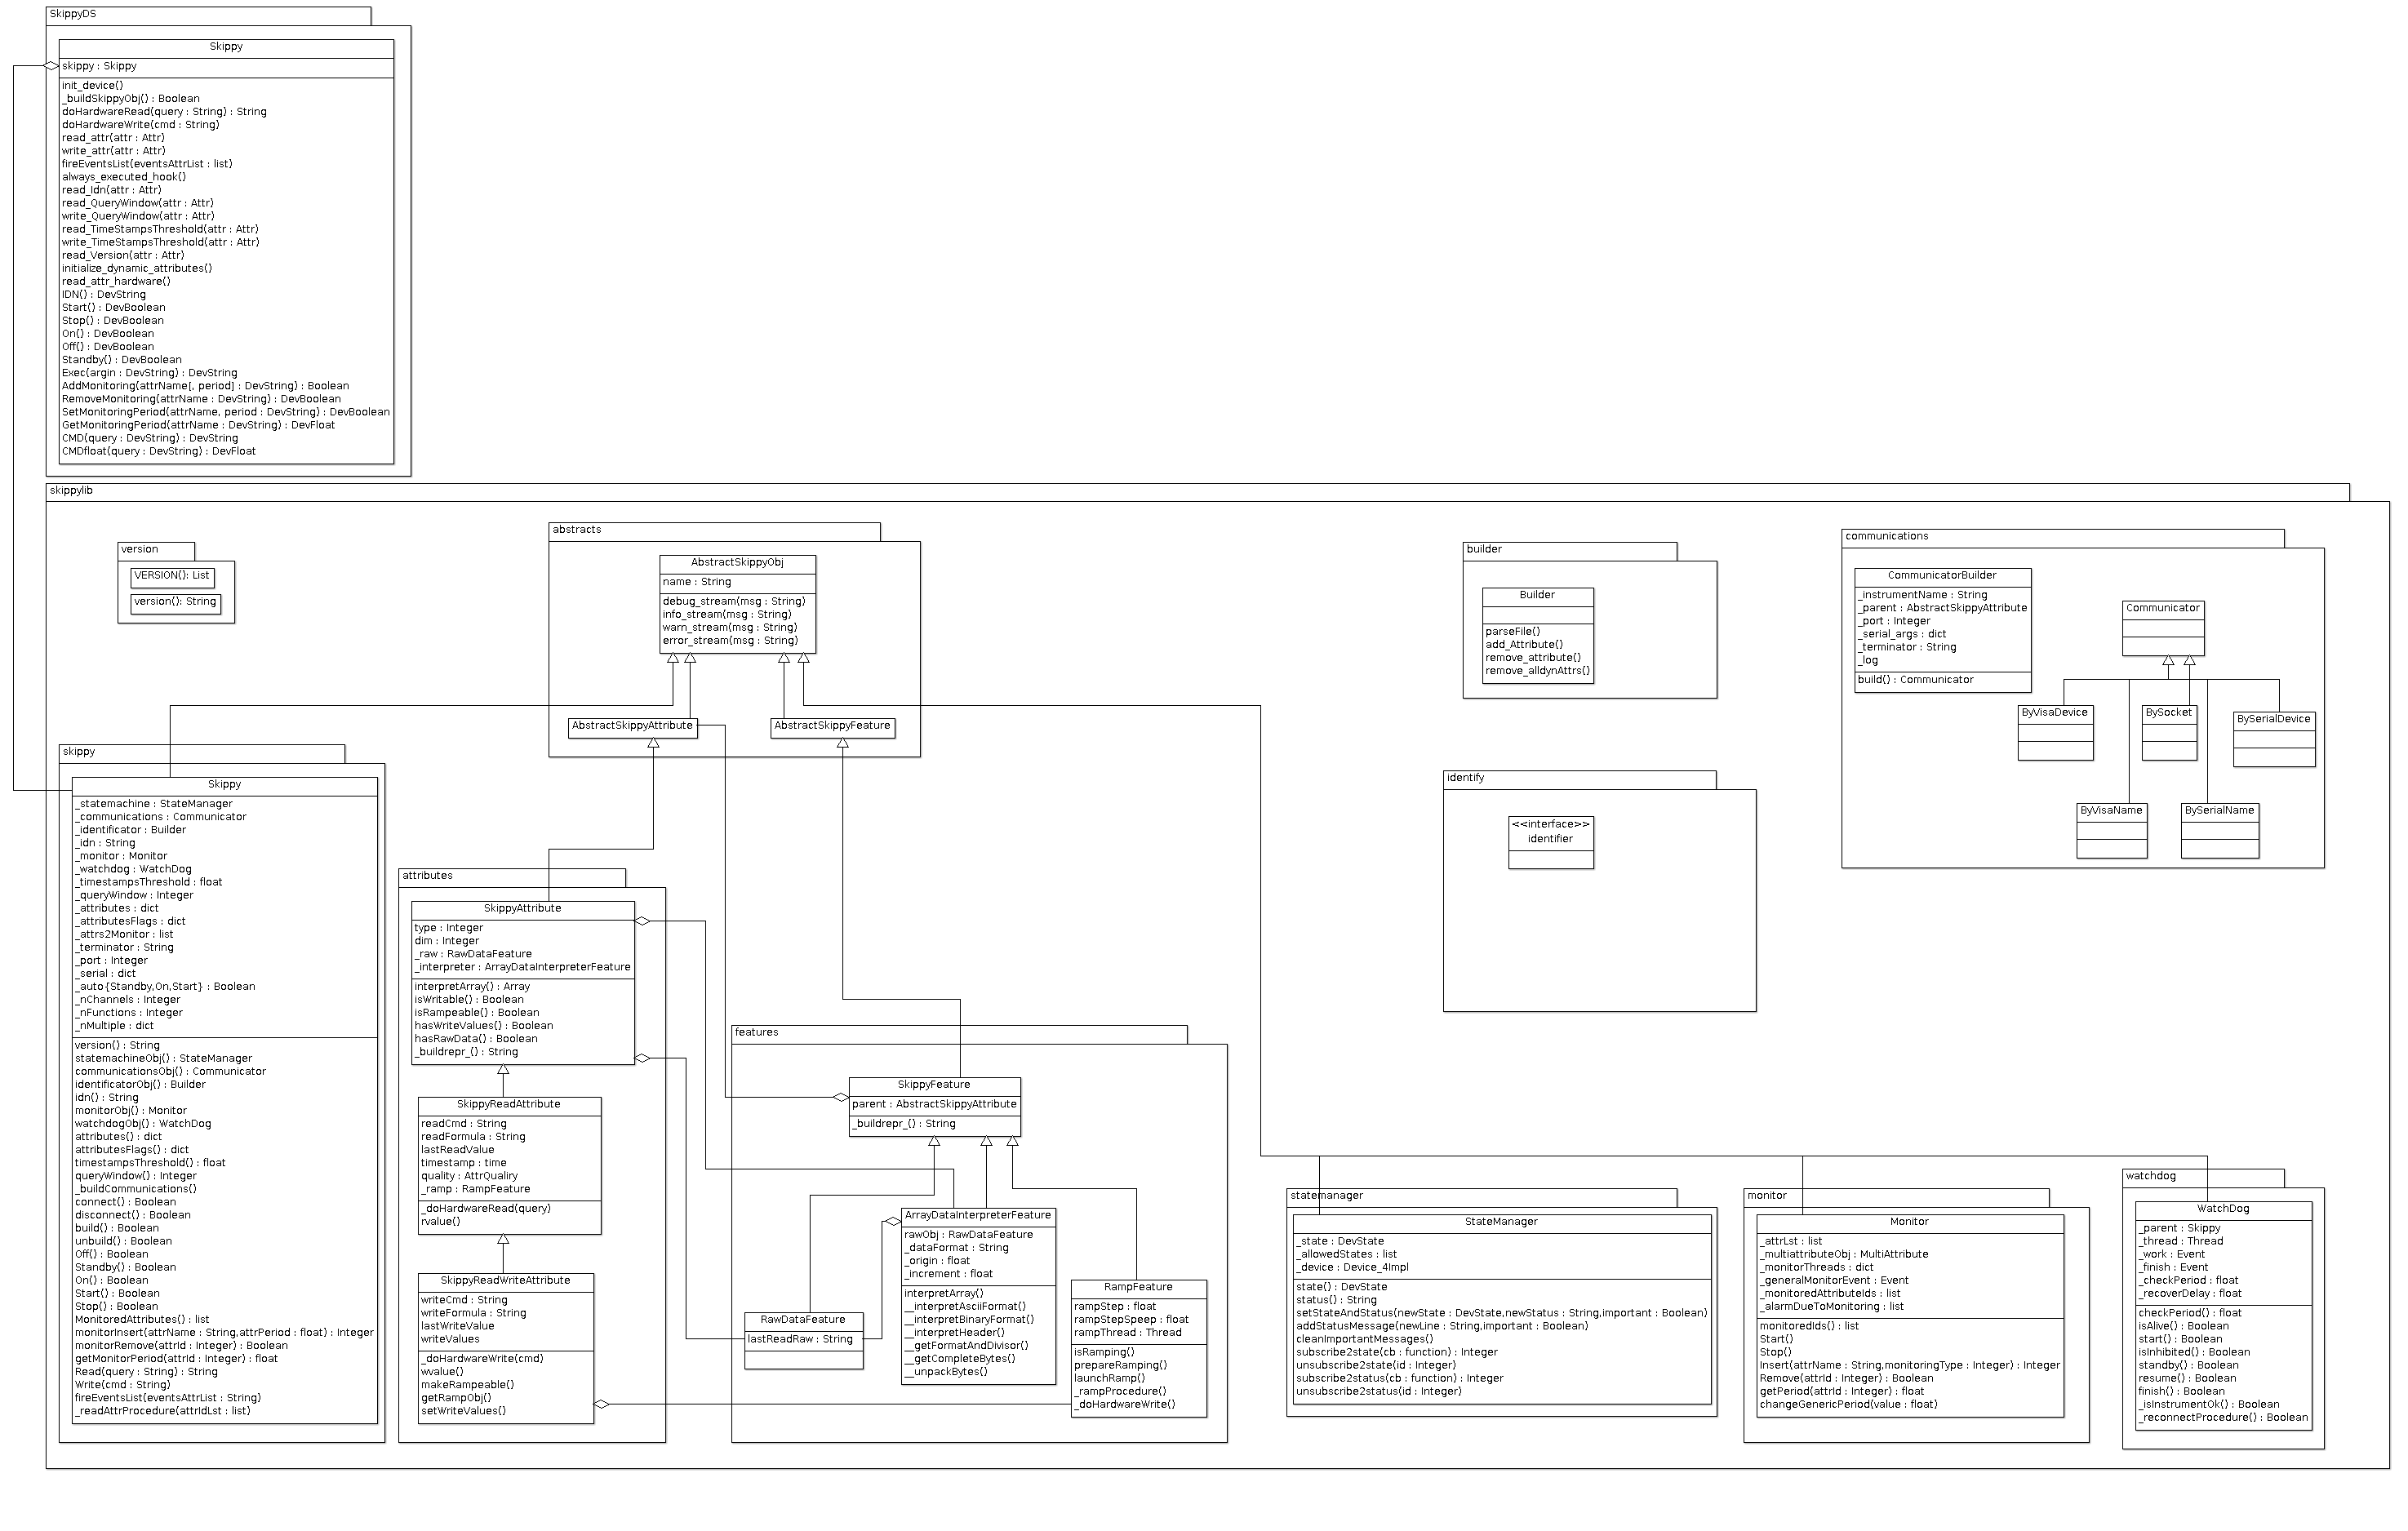 SkippyDS
Skippy
skippy : Skippy
init_device()
_buildSkippyObj() : Boolean
doHardwareRead(query : String) : String
doHardwareWrite(cmd : String)
read_attr(attr : Attr)
write_attr(attr : Attr)
fireEventsList(eventsAttrList : list)
always_executed_hook()
read_Idn(attr : Attr)
read_QueryWindow(attr : Attr)
write_QueryWindow(attr : Attr)
read_TimeStampsThreshold(attr : Attr)
write_TimeStampsThreshold(attr : Attr)
read_Version(attr : Attr)
initialize_dynamic_attributes()
read_attr_hardware()
IDN() : DevString
Start() : DevBoolean
Stop() : DevBoolean
On() : DevBoolean
Off() : DevBoolean
Standby() : DevBoolean
Exec(argin : DevString) : DevString
AddMonitoring(attrName[, period] : DevString) : Boolean
RemoveMonitoring(attrName : DevString) : DevBoolean
SetMonitoringPeriod(attrName, period : DevString) : DevBoolean
GetMonitoringPeriod(attrName : DevString) : DevFloat
CMD(query : DevString) : DevString
CMDfloat(query : DevString) : DevFloat
skippylib
version
VERSION(): List
version(): String
abstracts
AbstractSkippyObj
name : String
debug_stream(msg : String)
info_stream(msg : String)
warn_stream(msg : String)
error_stream(msg : String)
AbstractSkippyAttribute
AbstractSkippyFeature
builder
Builder
parseFile()
add_Attribute()
remove_attribute()
remove_alldynAttrs()
communications
CommunicatorBuilder
_instrumentName : String
_parent : AbstractSkippyAttribute
_port : Integer
_serial_args : dict
_terminator : String
_log
build() : Communicator
Communicator
ByVisaDevice
BySocket
BySerialDevice
ByVisaName
BySerialName
identify
<<interface>>
identifier
skippy
Skippy
_statemachine : StateManager
_communications : Communicator
_identificator : Builder
_idn : String
_monitor : Monitor
_watchdog : WatchDog
_timestampsThreshold : float
_queryWindow : Integer
_attributes : dict
_attributesFlags : dict
_attrs2Monitor : list
_terminator : String
_port : Integer
_serial : dict
_auto{Standby,On,Start} : Boolean
_nChannels : Integer
_nFunctions : Integer
_nMultiple : dict
version() : String
statemachineObj() : StateManager
communicationsObj() : Communicator
identificatorObj() : Builder
idn() : String
monitorObj() : Monitor
watchdogObj() : WatchDog
attributes() : dict
attributesFlags() : dict
timestampsThreshold() : float
queryWindow() : Integer
_buildCommunications()
connect() : Boolean
disconnect() : Boolean
build() : Boolean
unbuild() : Boolean
Off() : Boolean
Standby() : Boolean
On() : Boolean
Start() : Boolean
Stop() : Boolean
MonitoredAttributes() : list
monitorInsert(attrName : String,attrPeriod : float) : Integer
monitorRemove(attrId : Integer) : Boolean
getMonitorPeriod(attrId : Integer) : float
Read(query : String) : String
Write(cmd : String)
fireEventsList(eventsAttrList : String)
_readAttrProcedure(attrIdLst : list)
attributes
SkippyAttribute
type : Integer
dim : Integer
_raw : RawDataFeature
_interpreter : ArrayDataInterpreterFeature
interpretArray() : Array
isWritable() : Boolean
isRampeable() : Boolean
hasWriteValues() : Boolean
hasRawData() : Boolean
_buildrepr_() : String
SkippyReadAttribute
readCmd : String
readFormula : String
lastReadValue
timestamp : time
quality : AttrQualiry
_ramp : RampFeature
_doHardwareRead(query)
rvalue()
SkippyReadWriteAttribute
writeCmd : String
writeFormula : String
lastWriteValue
writeValues
_doHardwareWrite(cmd)
wvalue()
makeRampeable()
getRampObj()
setWriteValues()
features
SkippyFeature
parent : AbstractSkippyAttribute
_buildrepr_() : String
RawDataFeature
lastReadRaw : String
ArrayDataInterpreterFeature
rawObj : RawDataFeature
_dataFormat : String
_origin : float
_increment : float
interpretArray()
__interpretAsciiFormat()
__interpretBinaryFormat()
__interpretHeader()
__getFormatAndDivisor()
__getCompleteBytes()
__unpackBytes()
RampFeature
rampStep : float
rampStepSpeep : float
rampThread : Thread
isRamping()
prepareRamping()
launchRamp()
_rampProcedure()
_doHardwareWrite()
statemanager
StateManager
_state : DevState
_allowedStates : list
_device : Device_4Impl
state() : DevState
status() : String
setStateAndStatus(newState : DevState,newStatus : String,important : Boolean)
addStatusMessage(newLine : String,important : Boolean)
cleanImportantMessages()
subscribe2state(cb : function) : Integer
unsubscribe2state(id : Integer)
subscribe2status(cb : function) : Integer
unsubscribe2status(id : Integer)
monitor
Monitor
_attrLst : list
_multiattributeObj : MultiAttribute
_monitorThreads : dict
_generalMonitorEvent : Event
_monitoredAttributeIds : list
_alarmDueToMonitoring : list
monitoredIds() : list
Start()
Stop()
Insert(attrName : String,monitoringType : Integer) : Integer
Remove(attrId : Integer) : Boolean
getPeriod(attrId : Integer) : float
changeGenericPeriod(value : float)
watchdog
WatchDog
_parent : Skippy
_thread : Thread
_work : Event
_finish : Event
_checkPeriod : float
_recoverDelay : float
checkPeriod() : float
isAlive() : Boolean
start() : Boolean
isInhibited() : Boolean
standby() : Boolean
resume() : Boolean
finish() : Boolean
_isInstrumentOk() : Boolean
_reconnectProcedure() : Boolean